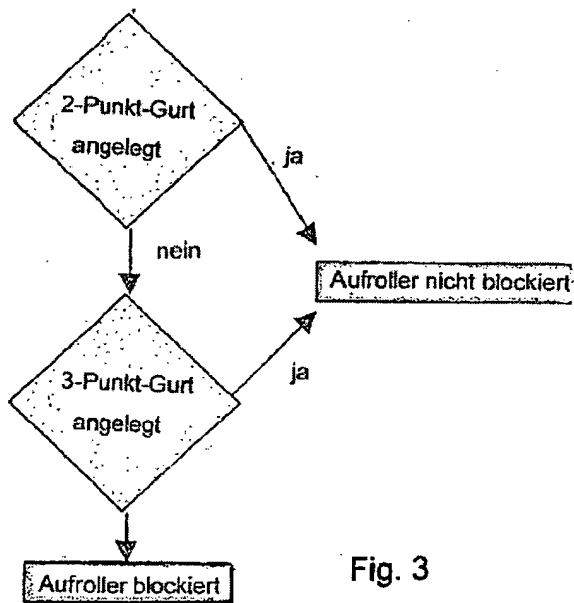 2-Punkt-Gurt
angelegt
ja
nein
Aufroller nicht blockiert
3-Punkt-Gurt
angelegt
ja
Aufroller blockiert
Fig. 3